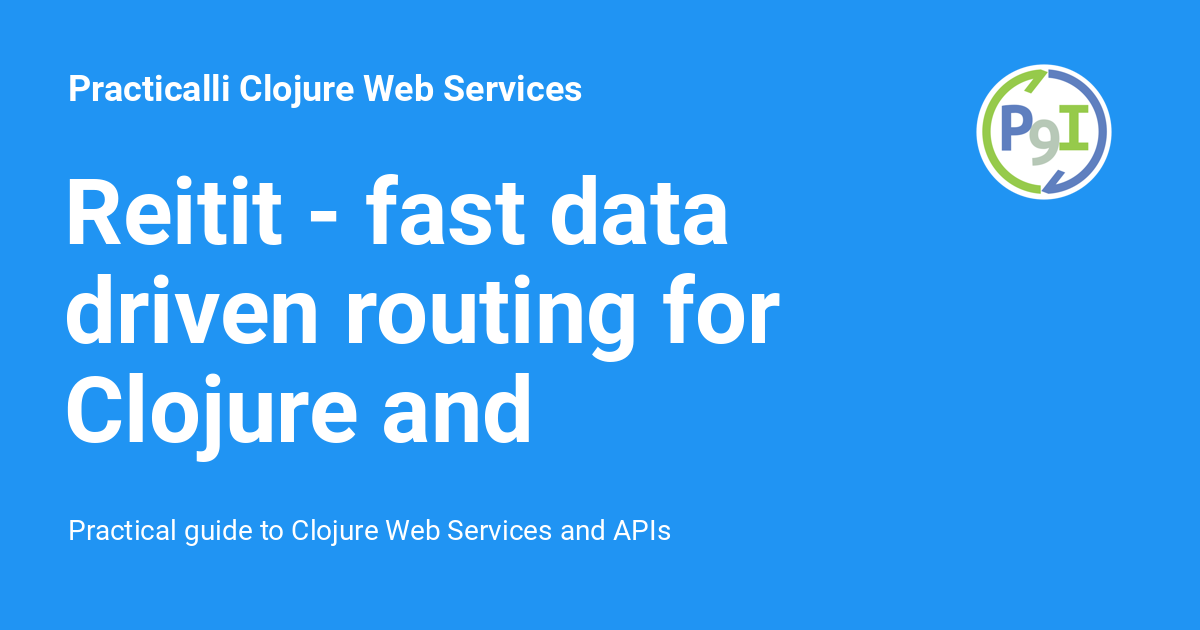 Practicalli Clojure Web Services
P9I
Reitit - fast data
driven routing for
Clojure and
Practical guide to Clojure Web Services and APIs